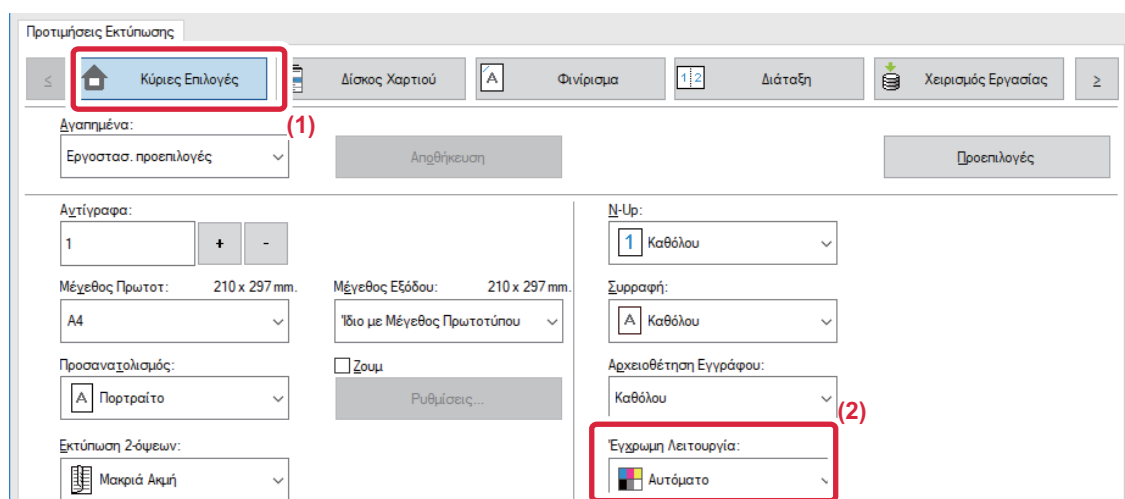 Προτιμήσεις Εκτύπωσης
≤ Κύριες Επιλογές Δίσκος Χαρτιού A Φινίρισμα 1 2 Διάταξη Χειρισμός Εργασίας ≥
(1)
Αγαπημένα:
Εργοστασ. προεπιλογές Αποθήκευση Προεπιλογές
Αντίγραφα: N-Up:
1 + - 1 Καθόλου
Μέγεθος Πρωτοτ: 210 x 297 mm. Μέγεθος Εξόδου: 210 x 297 mm. Συρραφή:
A4 Ίδιο με Μέγεθος Πρωτοτύπου A Καθόλου
Προσανατολισμός: Ζουμ Αρχειοθέτηση Εγγράφου:
A Πορτραίτο Ρυθμίσεις... Καθόλου
(2)
Εκτύπωση 2-όψεων: Έγχρωμη Λειτουργία:
Μακριά Ακμή Αυτόματο